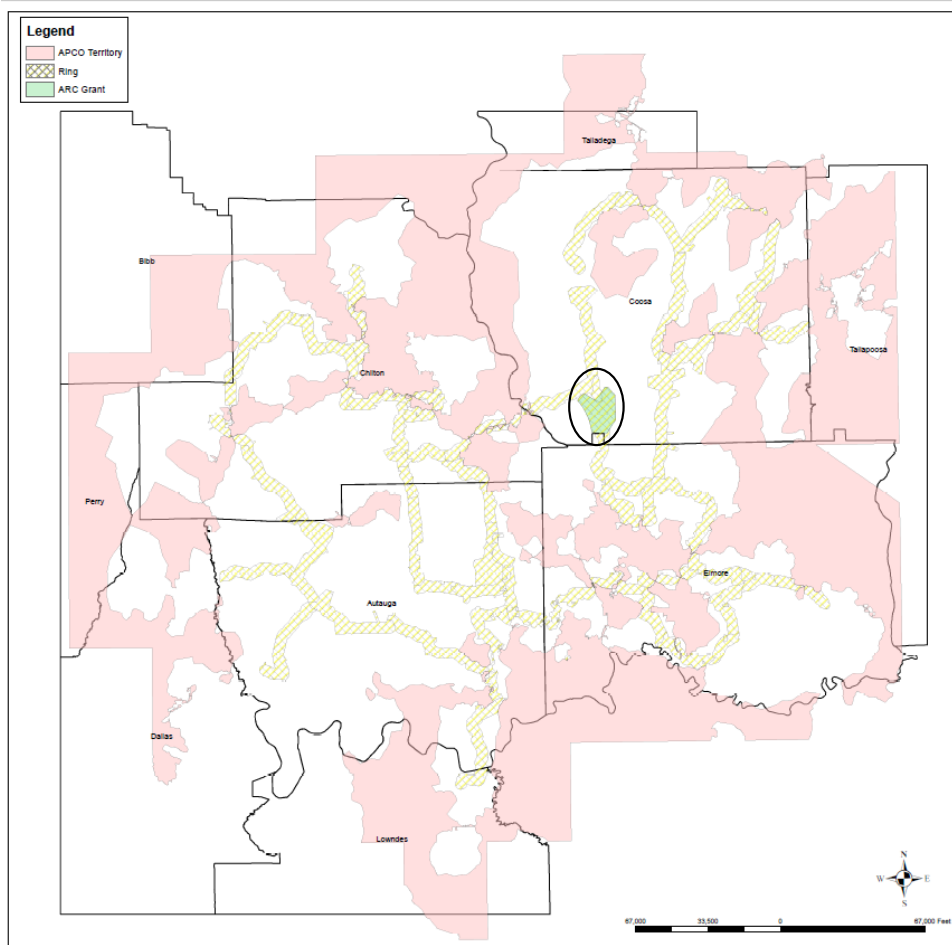 Legend
APCO Territory
Ring
ARC Grant
Talladega
Bibb
Coosa
Tallapoosa
Chilton
Perry
Elmore
Autauga
Dallas
Lowndes
N
W
E
S
67,000 33,500 0 67,000 Feet